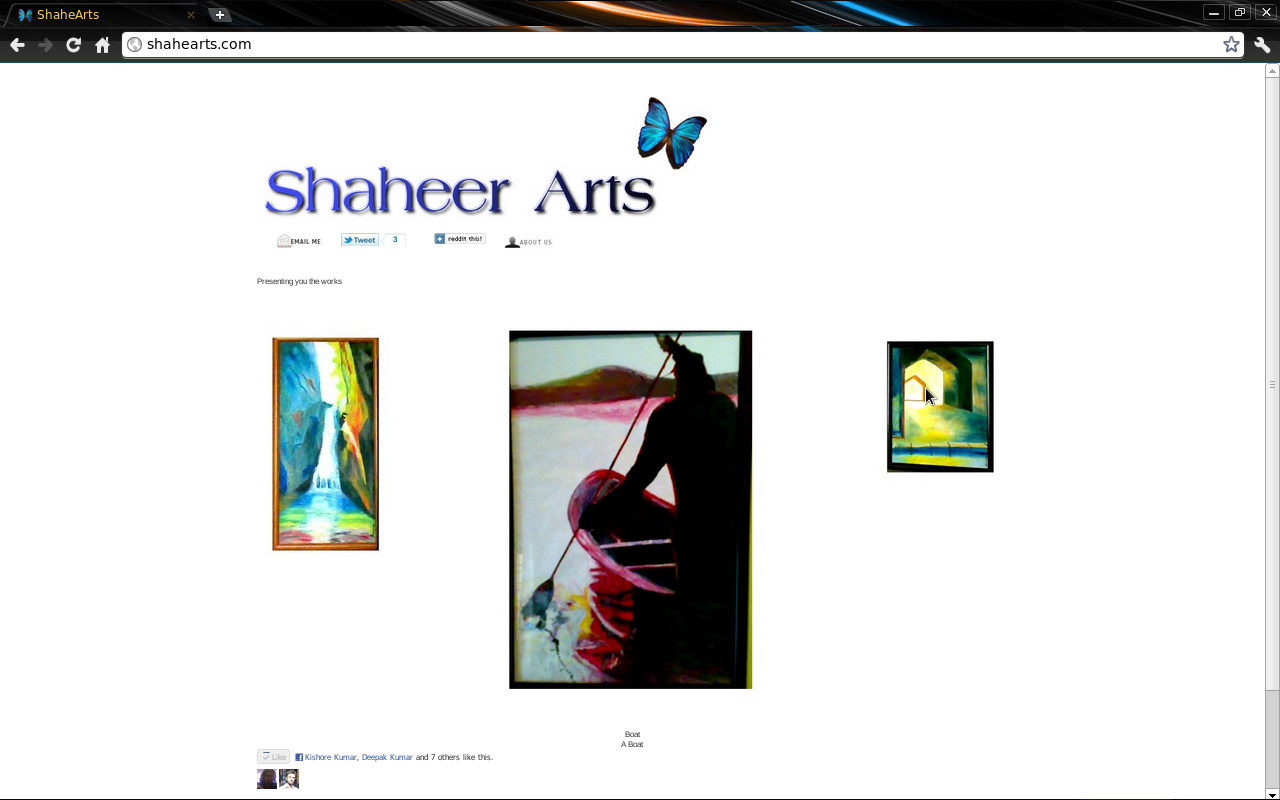 ShaheArts
shahearts.com
Shaheer Arts
EMAIL ME
Tweet
3
reddit this!
ABOUT US
Presenting you the works
Boat
A Boat
Like
Kishore Kumar, Deepak Kumar and 7 others like this.